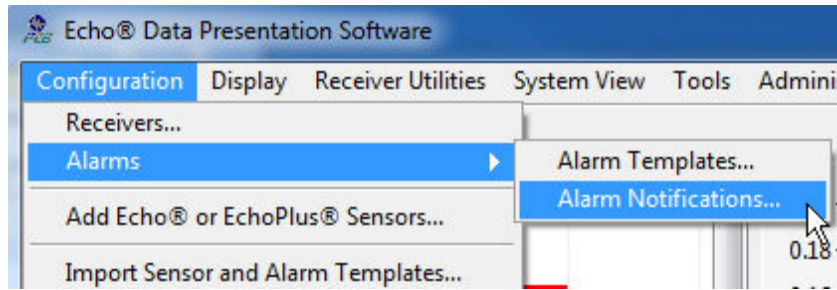 Echo® Data Presentation Software
Configuration Display Receiver Utilities System View Tools Admini
Receivers...
Alarms
Alarm Templates...
Alarm Notifications...
Add Echo® or EchoPlus® Sensors...
0.18
Import Sensor and Alarm Templates...